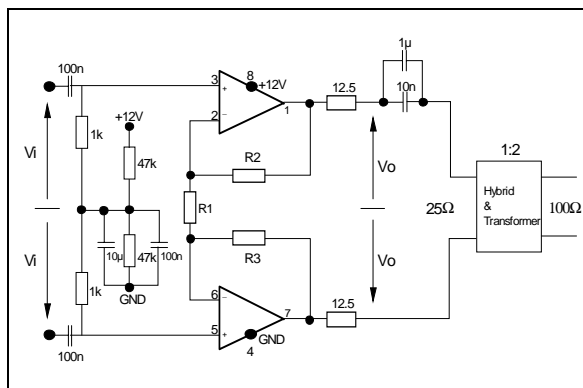 1µ
100n
3
8
+12V
12.5
10n
+
1
+12V
2
−
1k
1:2
Vi
47k
R2
Vo
Hybrid
&
Transformer
25Ω
100Ω
R1
10µ
47k
100n
R3
Vi
Vo
1k
GND
6
−
7
12.5
5
+
GND
100n
4